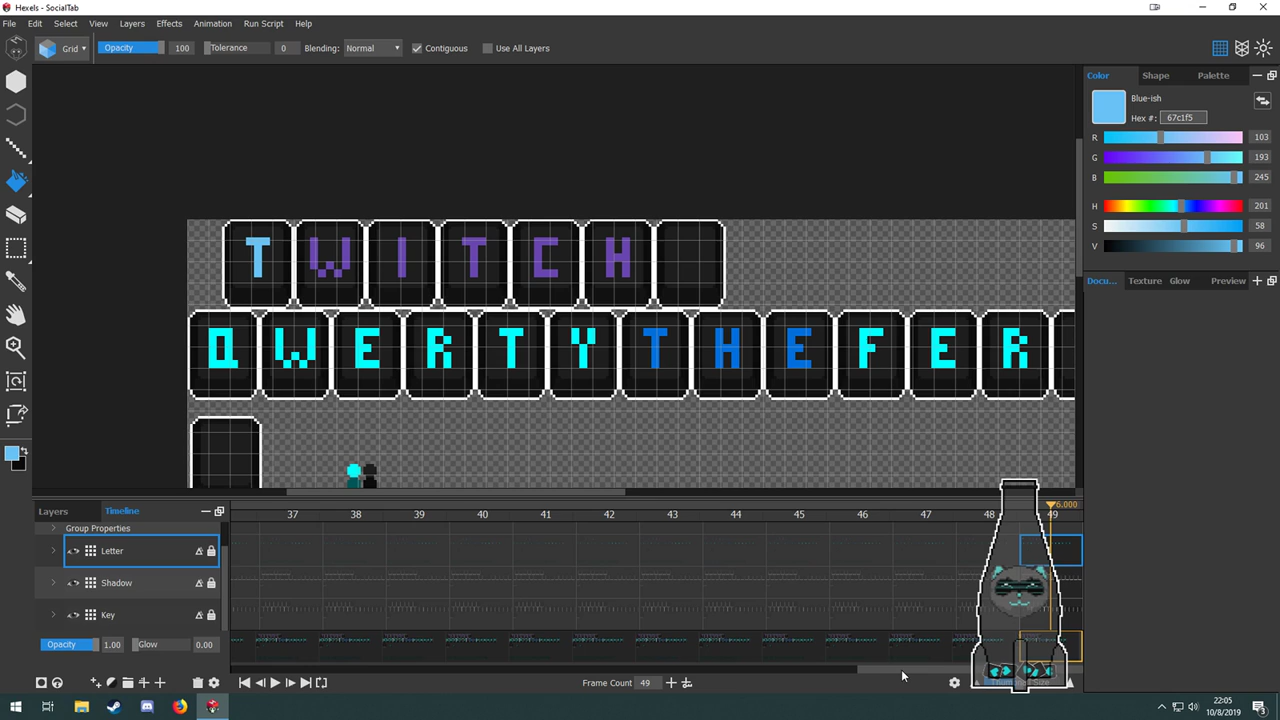 Hexels - SocialTab
File Edit Select View Layers Effects Animation Run Script Help
Grid Opacity 100 Tolerance 0 Blending: Normal Contiguous Use All Layers
Color Shape Palette
Blue-ish
Hex #: 67c1f5
R 103
G 193
B 245
H 201
S 58
V 96
Docu... Texture Glow Preview
TWITCH
QWERTYTHEFER
Layers Timeline
6,000
37 38 39 40 41 42 43 44 45 46 47 48 49
Group Properties
Letter
Shadow
Key
Opacity 1.00 Glow 0.00
Frame Count 49
Size
22:05
10/8/2019
3